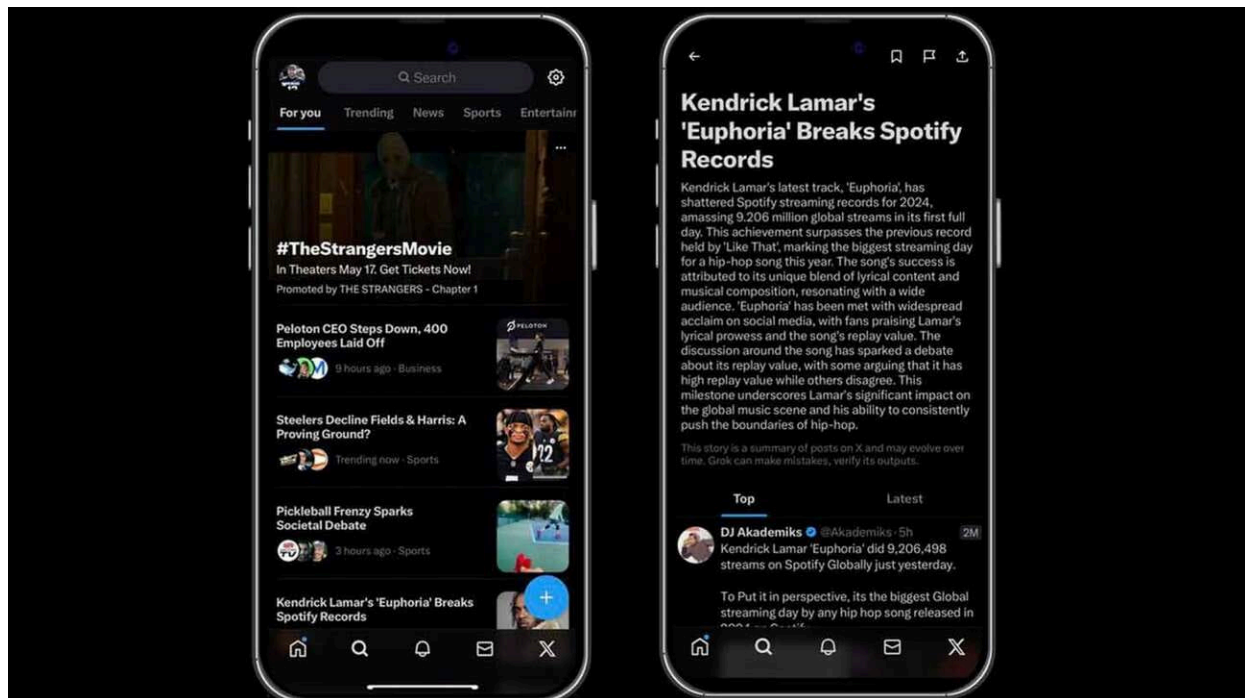 Search
For you Trending News Sports Entertainm
#TheStrangersMovie
In Theaters May 17. Get Tickets Now!
Promoted by THE STRANGERS - Chapter 1
Peloton CEO Steps Down, 400
Employees Laid Off
9 hours ago · Business
PELOTON
Steelers Decline Fields & Harris: A
Proving Ground?
Trending now · Sports
22
Pickleball Frenzy Sparks
Societal Debate
TV
3 hours ago · Sports
Kendrick Lamar's 'Euphoria' Breaks
Spotify Records
Kendrick Lamar's
'Euphoria' Breaks Spotify
Records
Kendrick Lamar's latest track, 'Euphoria', has
shattered Spotify streaming records for 2024,
amassing 9.206 million global streams in its first full
day. This achievement surpasses the previous record
held by 'Like That', marking the biggest streaming day
for a hip-hop song this year. The song's success is
attributed to its unique blend of lyrical content and
musical composition, resonating with a wide
audience. 'Euphoria' has been met with widespread
acclaim on social media, with fans praising Lamar's
lyrical prowess and the song's replay value. The
discussion around the song has sparked a debate
about its replay value, with some arguing that it has
high replay value while others disagree. This
milestone underscores Lamar's significant impact on
the global music scene and his ability to consistently
push the boundaries of hip-hop.
This story is a summary of posts on X and may evolve over
time. Grok can make mistakes, verify its outputs.
Top Latest
DJ Akademiks @Akademiks · 5h 2M
Kendrick Lamar 'Euphoria' did 9,206,498
streams on Spotify Globally just yesterday.
To Put it in perspective, its the biggest Global
streaming day by any hip hop song released in
2024 on Spotify